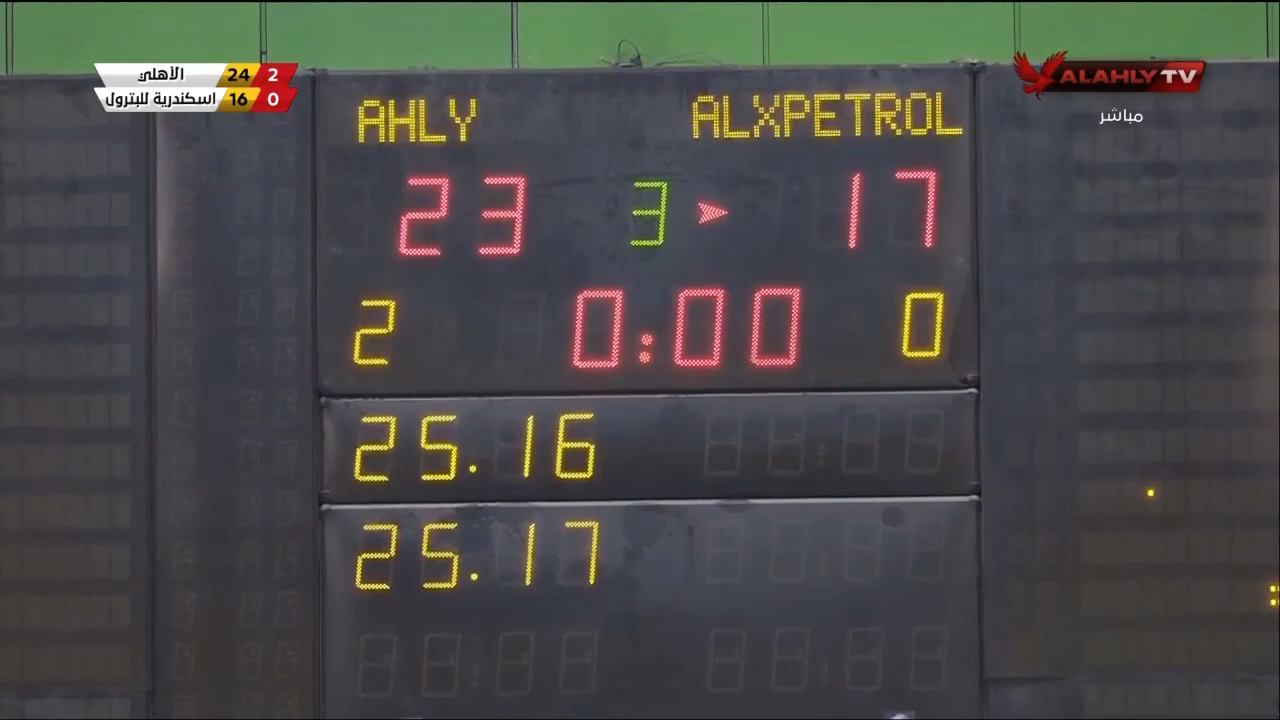 الأهلي 24 2
اسكندرية للبترول 16 0
ALAHLY TV
مباشر
AHLY ALXPETROL
23 3 17
2 0:00 0
25.16
25.17